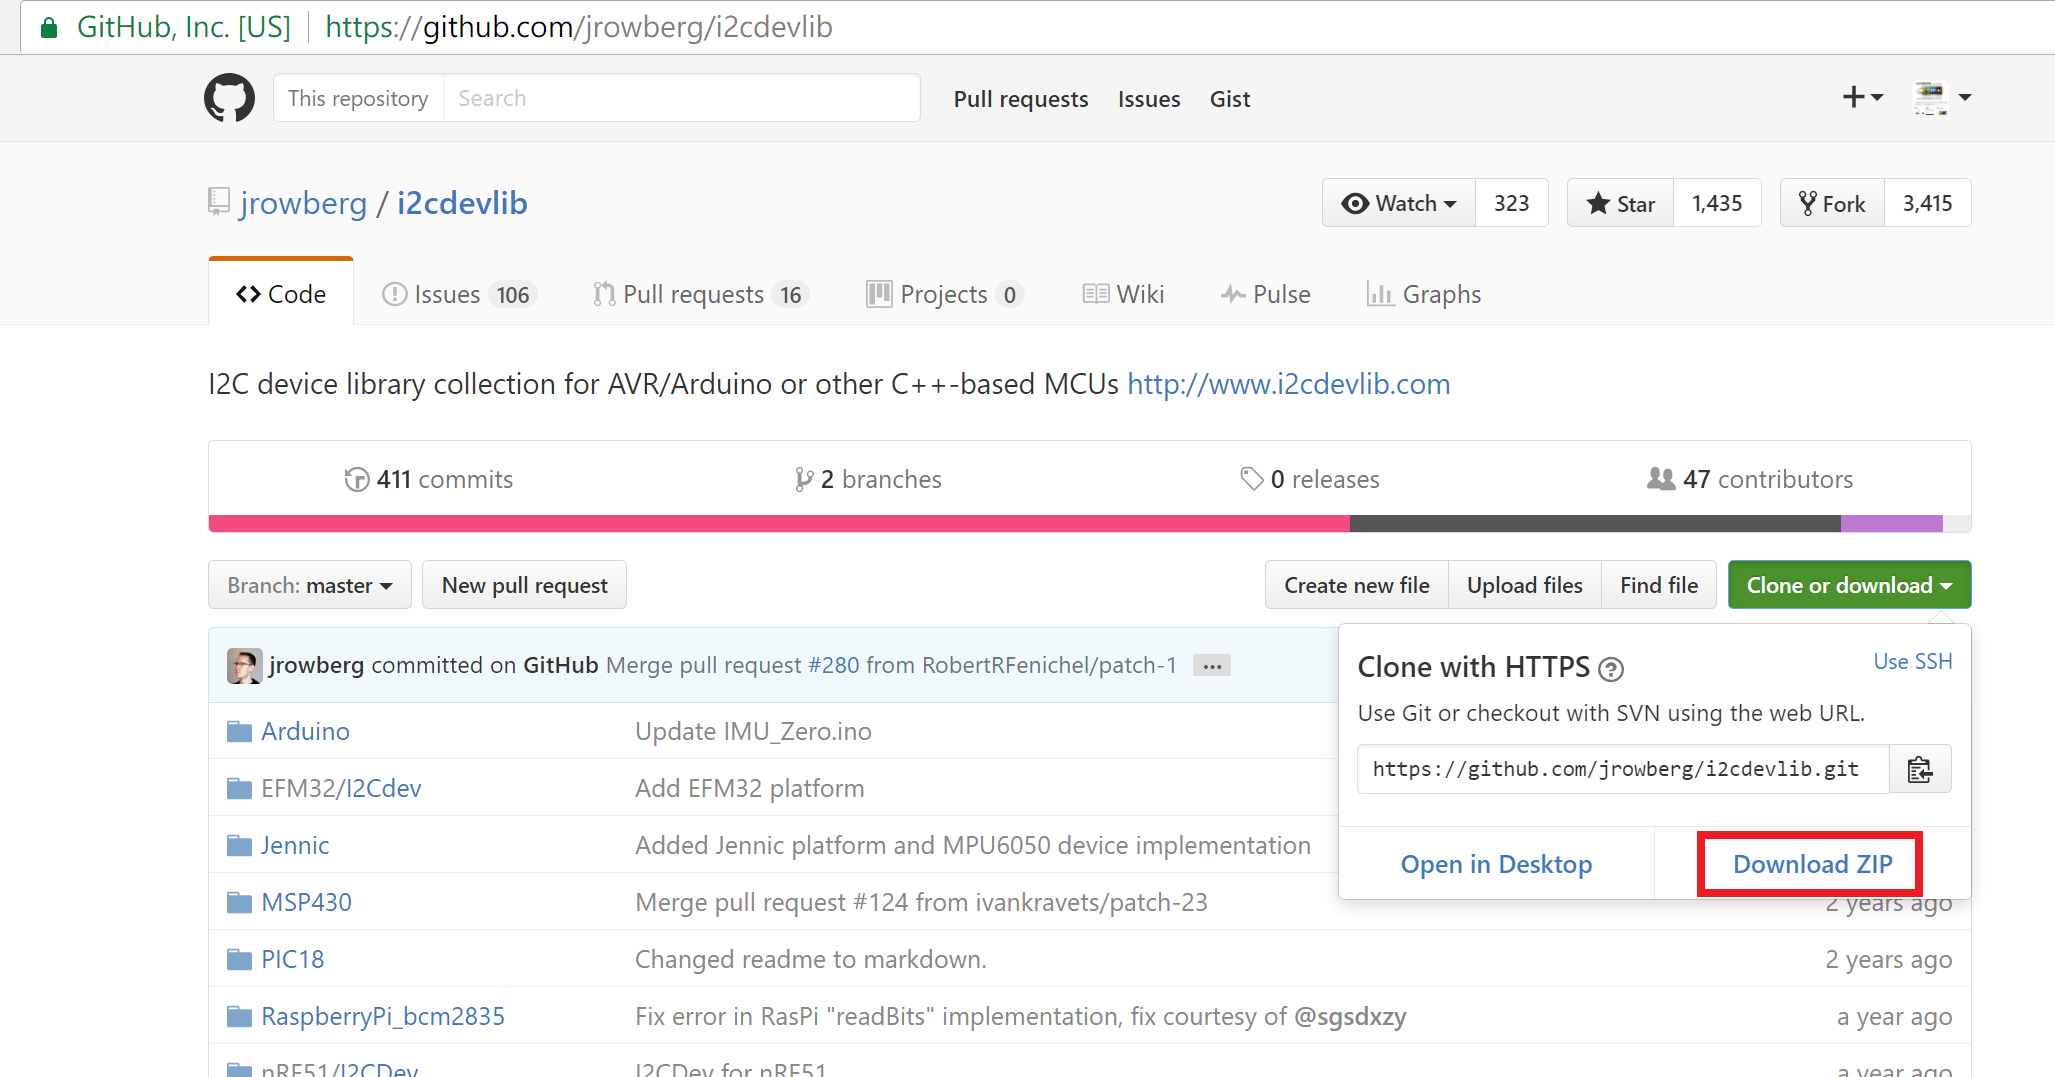 GitHub, Inc. [US] https://github.com/jrowberg/i2cdevlib
This repository Search Pull requests Issues Gist
jrowberg / i2cdevlib Watch 323 Star 1,435 Fork 3,415
Code Issues 106 Pull requests 16 Projects 0 Wiki Pulse Graphs
I2C device library collection for AVR/Arduino or other C++-based MCUs http://www.i2cdevlib.com
411 commits 2 branches 0 releases 47 contributors
Branch: master New pull request Create new file Upload files Find file Clone or download
jrowberg committed on GitHub Merge pull request #280 from RobertRFenichel/patch-1 ...
Clone with HTTPS ? Use SSH
Use Git or checkout with SVN using the web URL.
https://github.com/jrowberg/i2cdevlib.git
Open in Desktop Download ZIP
Arduino Update IMU_Zero.ino
EFM32/I2Cdev Add EFM32 platform
Jennic Added Jennic platform and MPU6050 device implementation
MSP430 Merge pull request #124 from ivankravets/patch-23 2 years ago
PIC18 Changed readme to markdown. 2 years ago
RaspberryPi_bcm2835 Fix error in RasPi "readBits" implementation, fix courtesy of @sgsdxzy a year ago
nRF51/I2CDev I2CDev for nRF51 a year ago